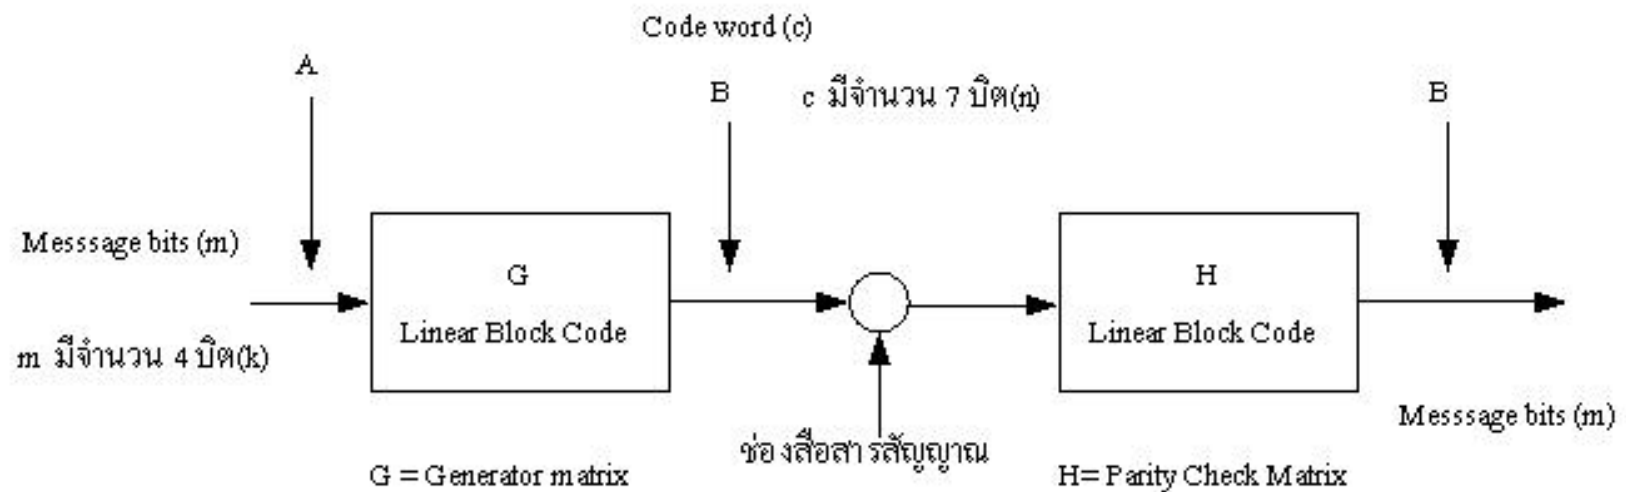 Code word (c)
A
B
c มีจำนวน 7 บิต(n)
B
Messsage bits (m)
G
Linear Block Code
H
Linear Block Code
m มีจำนวน 4 บิต(k)
Messsage bits (m)
ช่องสื่อสารสัญญาณ
G = Generator matrix
H= Parity Check Matrix